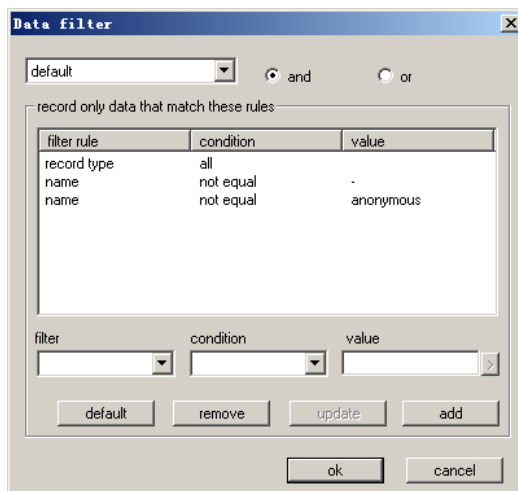 Data filter
default and or
record only data that match these rules
filter rule condition value
record type all
name not equal -
name not equal anonymous
filter condition value
>
default remove update add
ok cancel